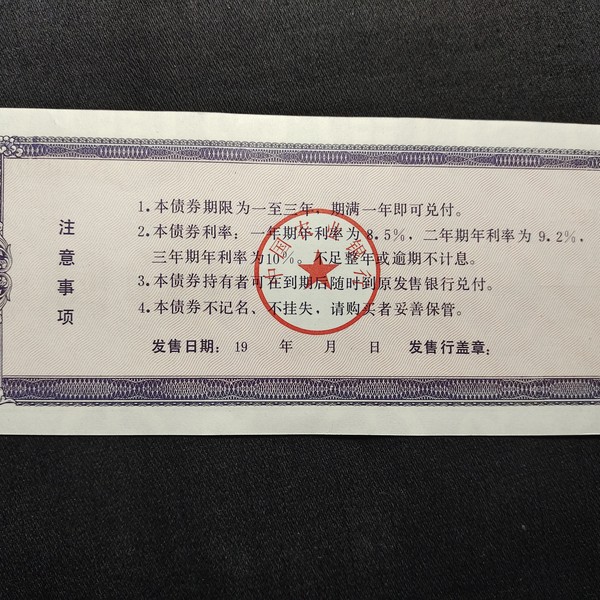 注意事项
1.本债券期限为一至三年，期满一年即可兑付。
2.本债券利率：一年期年利率为8.5%，二年期年利率为9.2%，
三年期年利率为10%。不足整年或逾期不计息。
3.本债券持有者可在到期后随时到原发售银行兑付。
4.本债券不记名、不挂失，请购买者妥善保管。
发售日期：19 年 月 日 发售行盖章：
中国农业银行